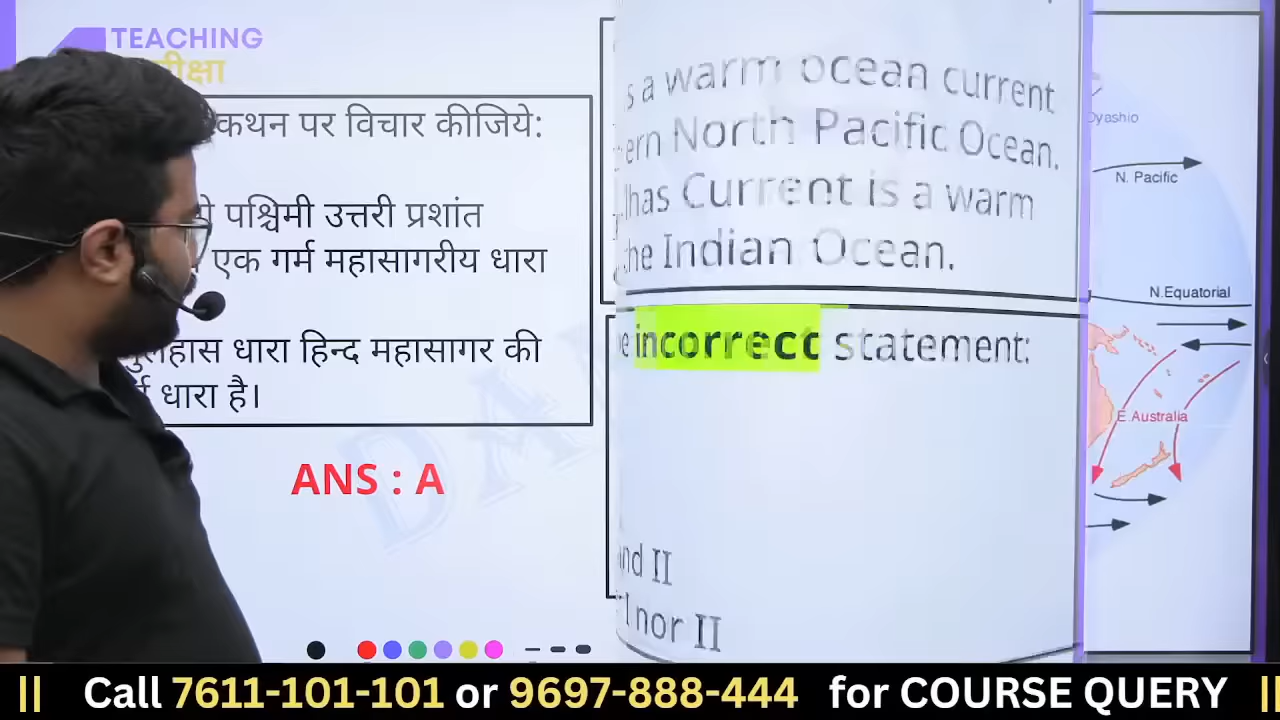 TEACHING
कथन पर विचार कीजिये:
पश्चिमी उत्तरी प्रशांत
एक गर्म महासागरीय धारा
धारा हिन्द महासागर की
धारा है।
ANS : A
s a warm ocean current
ern North Pacific Ocean.
lhas Current is a warm
he Indian Ocean.
e incorrect statement:
nd II
I nor II
Oyashio
N. Pacific
N.Equatorial
E.Australia
|| Call 7611-101-101 or 9697-888-444 for COURSE QUERY ||